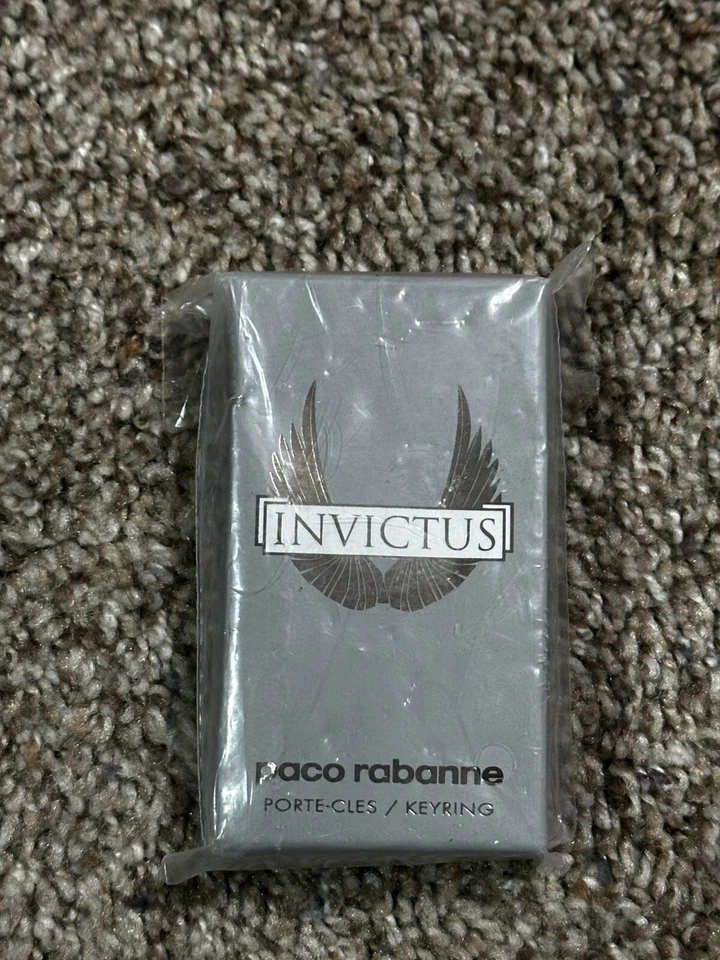 INVICTUS
paco rabanne
PORTE-CLES / KEYRING